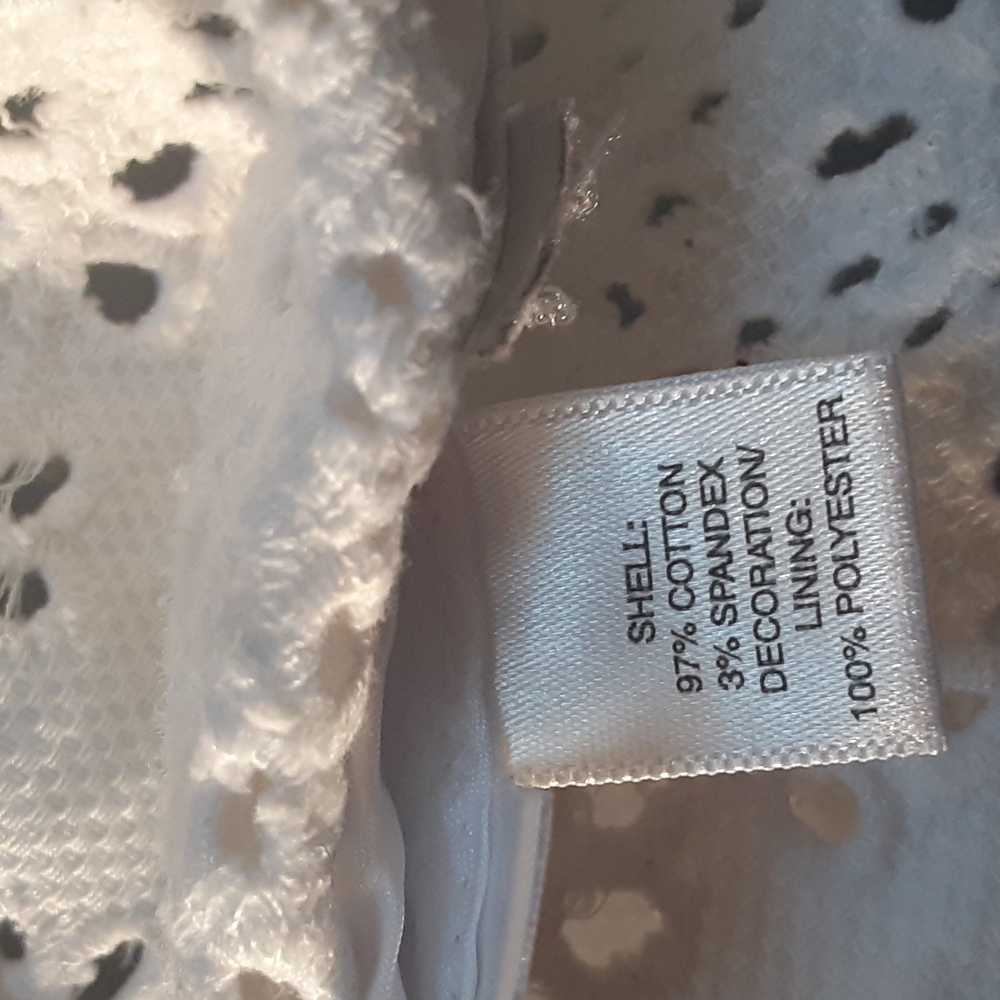 SHELL:
97% COTTON
3% SPANDEX
DECORATION/
LINING:
100% POLYESTER